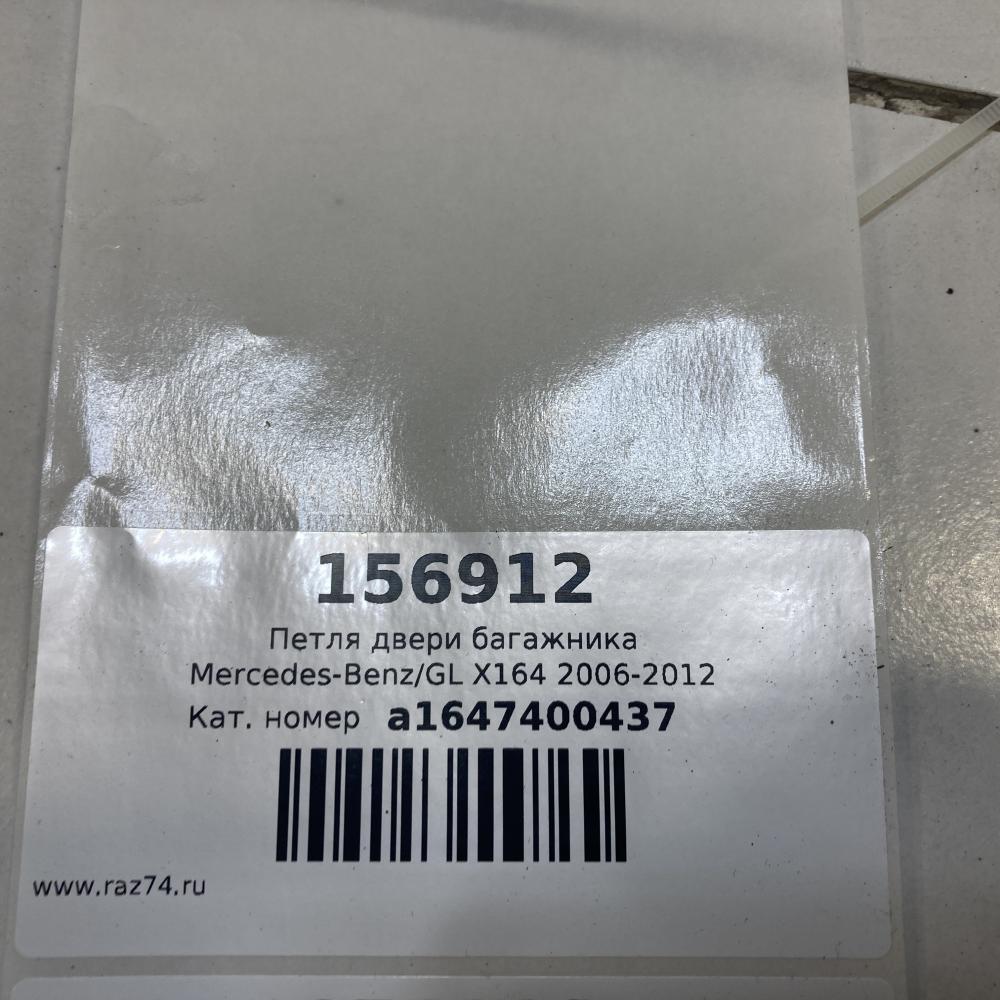 156912
Петля двери багажника
Mercedes-Benz/GL X164 2006-2012
Кат. номер a1647400437
www.raz74.ru